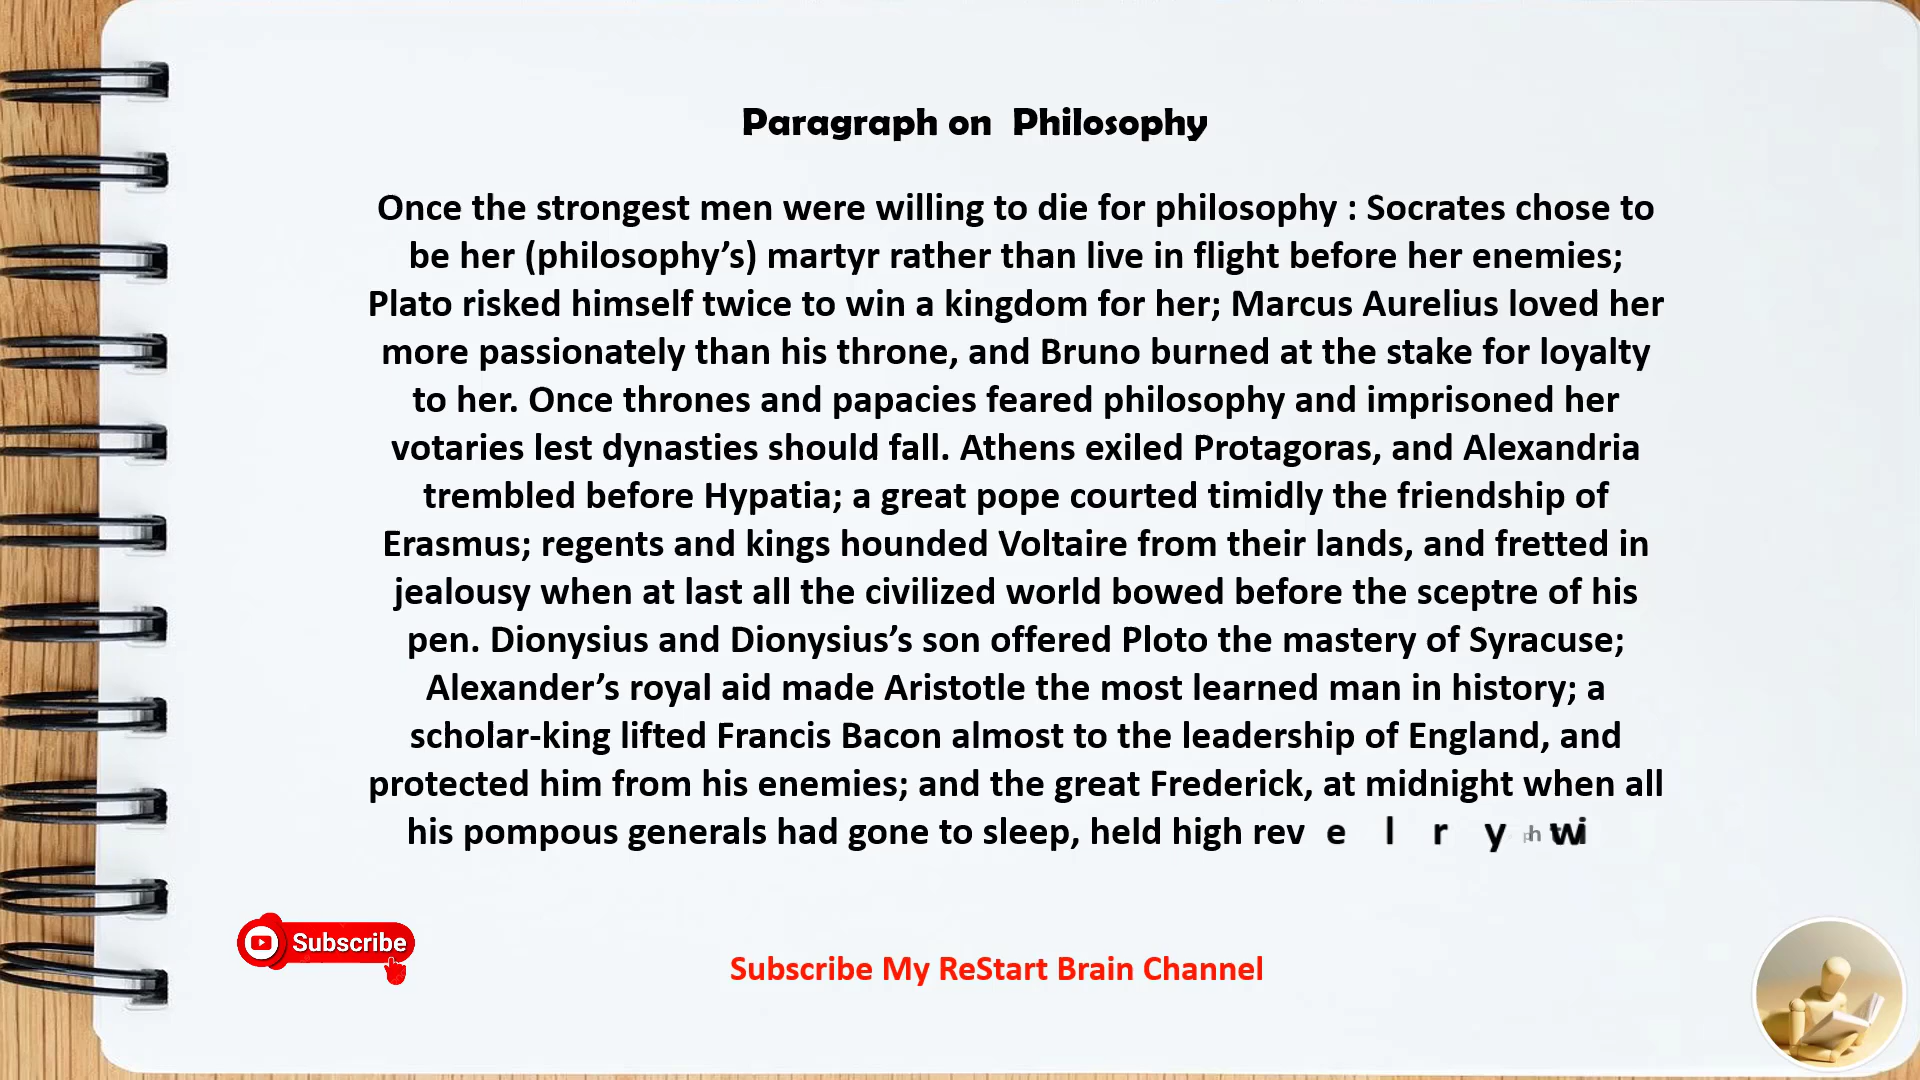 Paragraph on Philosophy
Once the strongest men were willing to die for philosophy : Socrates chose to
be her (philosophy’s) martyr rather than live in flight before her enemies;
Plato risked himself twice to win a kingdom for her; Marcus Aurelius loved her
more passionately than his throne, and Bruno burned at the stake for loyalty
to her. Once thrones and papacies feared philosophy and imprisoned her
votaries lest dynasties should fall. Athens exiled Protagoras, and Alexandria
trembled before Hypatia; a great pope courted timidly the friendship of
Erasmus; regents and kings hounded Voltaire from their lands, and fretted in
jealousy when at last all the civilized world bowed before the sceptre of his
pen. Dionysius and Dionysius’s son offered Ploto the mastery of Syracuse;
Alexander’s royal aid made Aristotle the most learned man in history; a
scholar-king lifted Francis Bacon almost to the leadership of England, and
protected him from his enemies; and the great Frederick, at midnight when all
his pompous generals had gone to sleep, held high revelry
Subscribe
Subscribe My ReStart Brain Channel